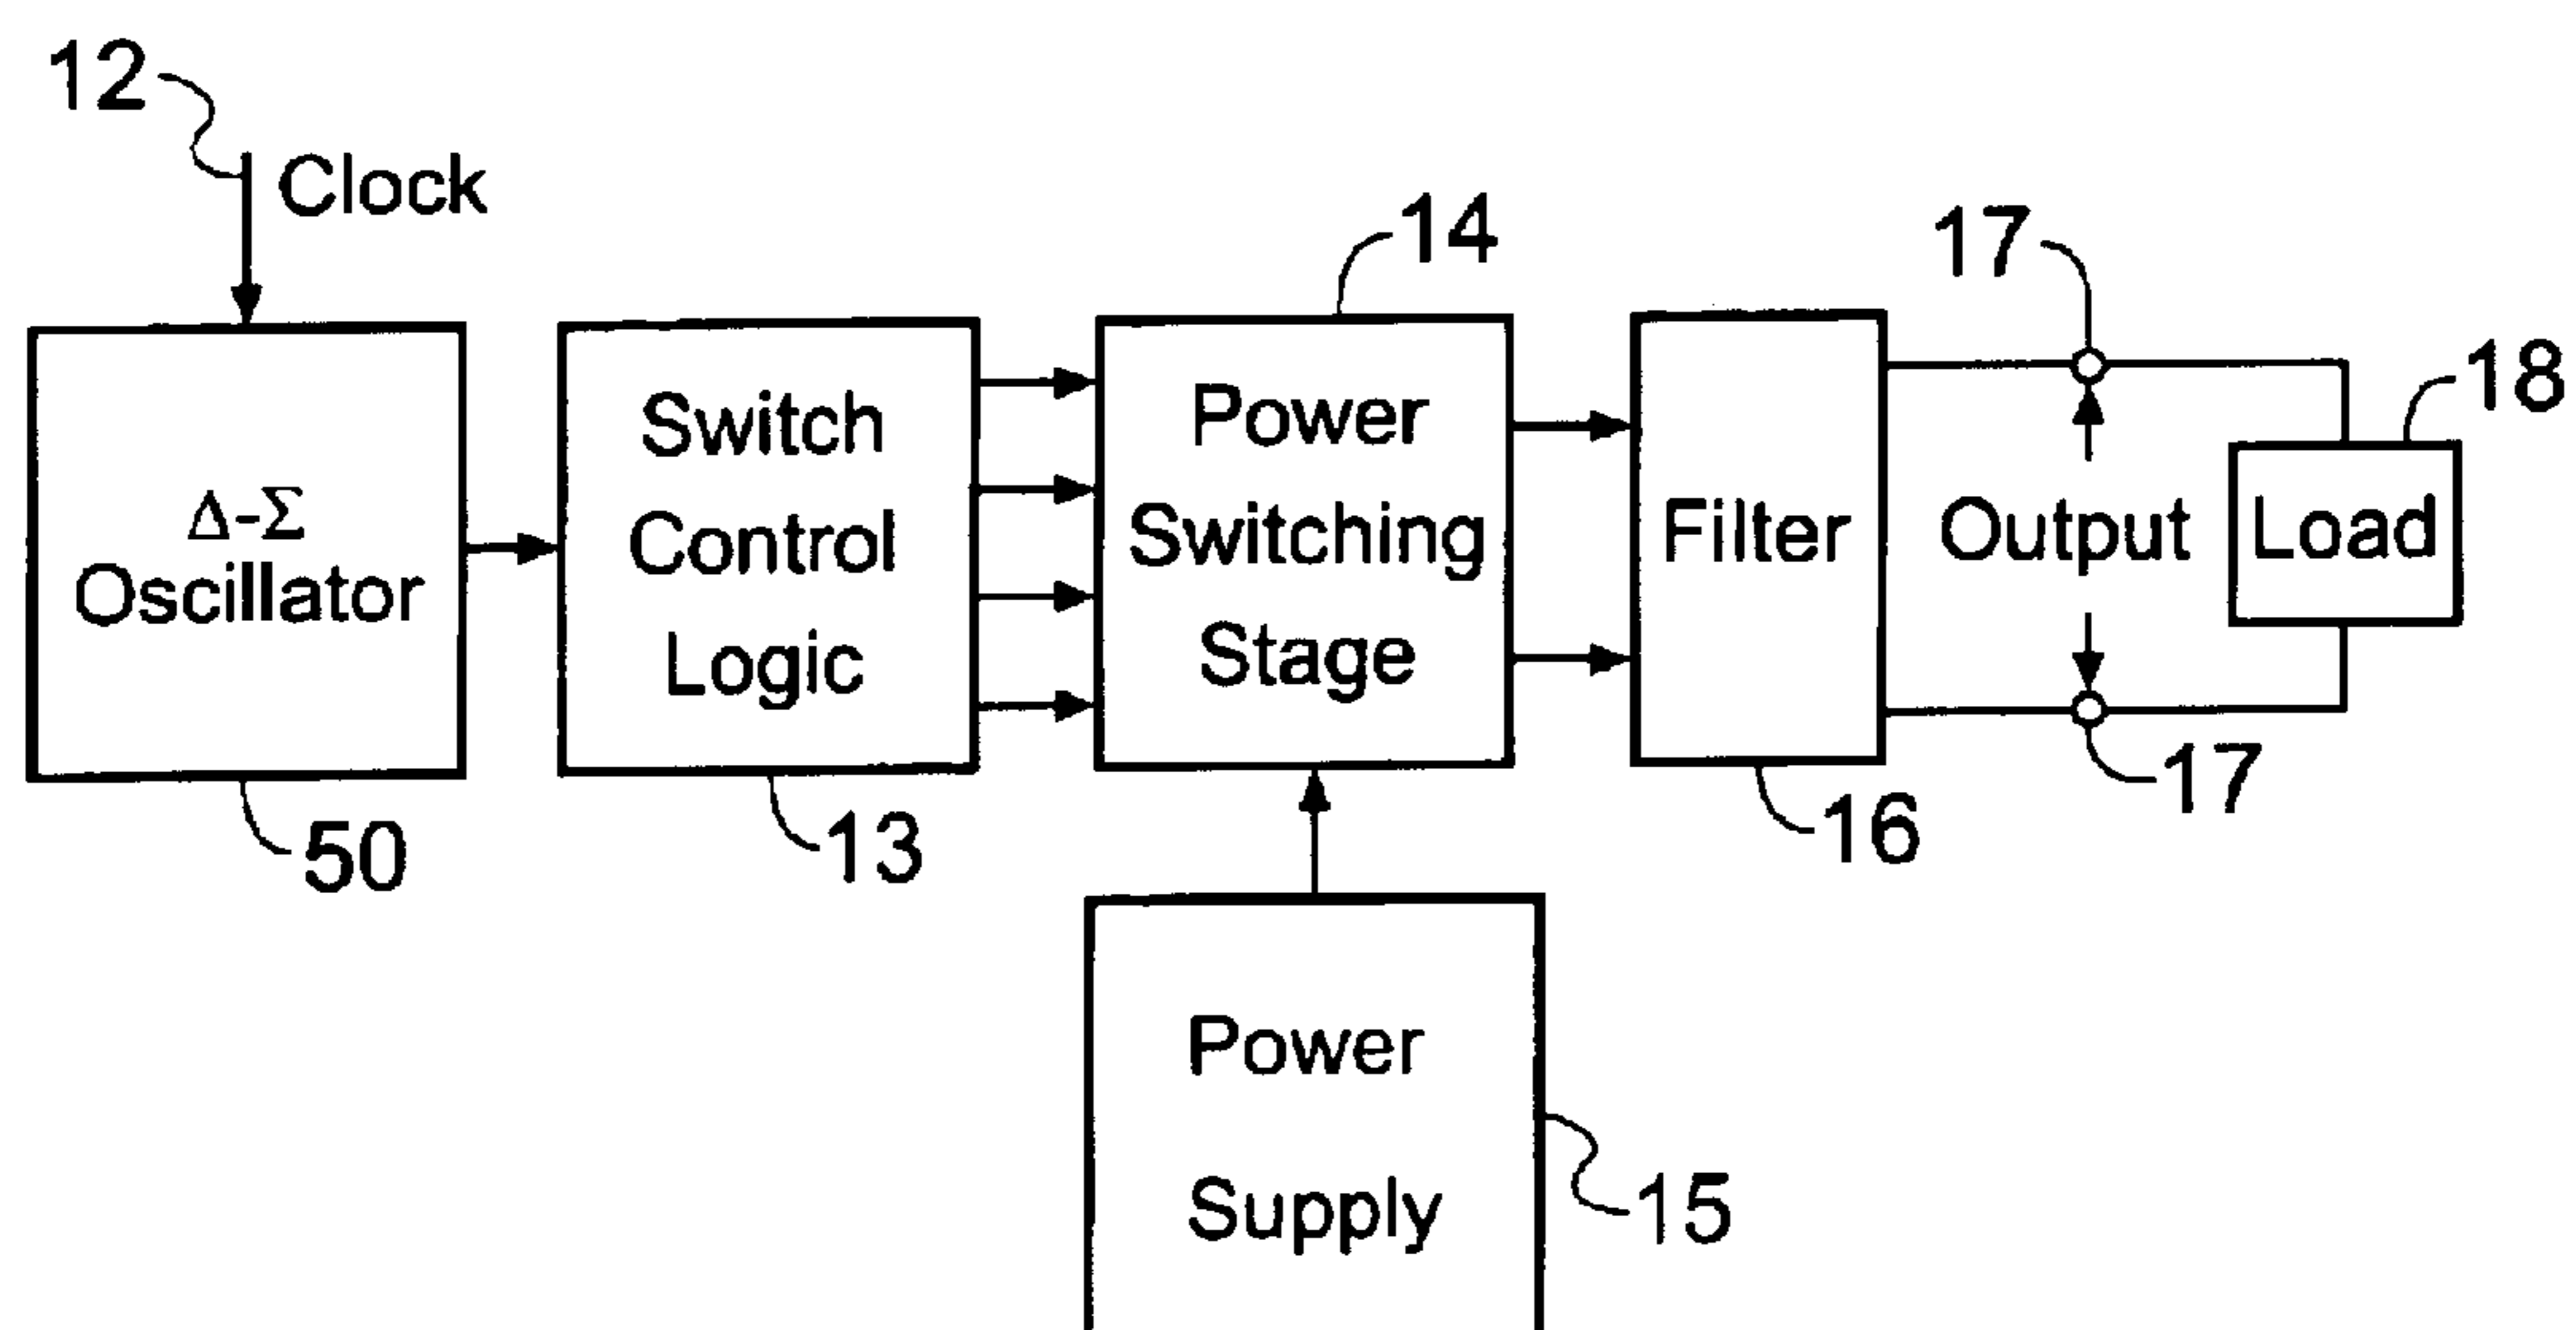 12
Clock
14
17
18
Δ-Σ
Oscillator
Switch
Control
Logic
Power
Switching
Stage
Filter
Output
Load
17
50
13
16
Power
Supply
15